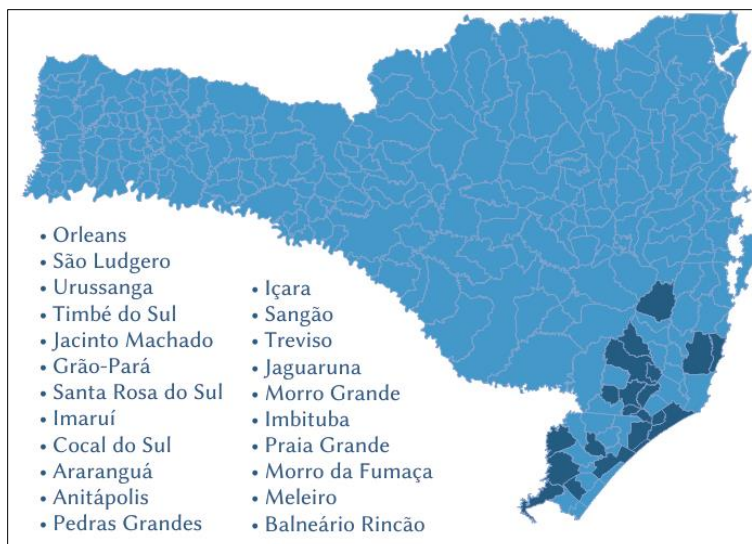 • Orleans
• São Ludgero
• Urussanga
• Timbé do Sul
• Jacinto Machado
• Grão-Pará
• Santa Rosa do Sul
• Imaruí
• Cocal do Sul
• Araranguá
• Anitápolis
• Pedras Grandes
• Içara
• Sangão
• Treviso
• Jaguaruna
• Morro Grande
• Imbituba
• Praia Grande
• Morro da Fumaça
• Meleiro
• Balneário Rincão